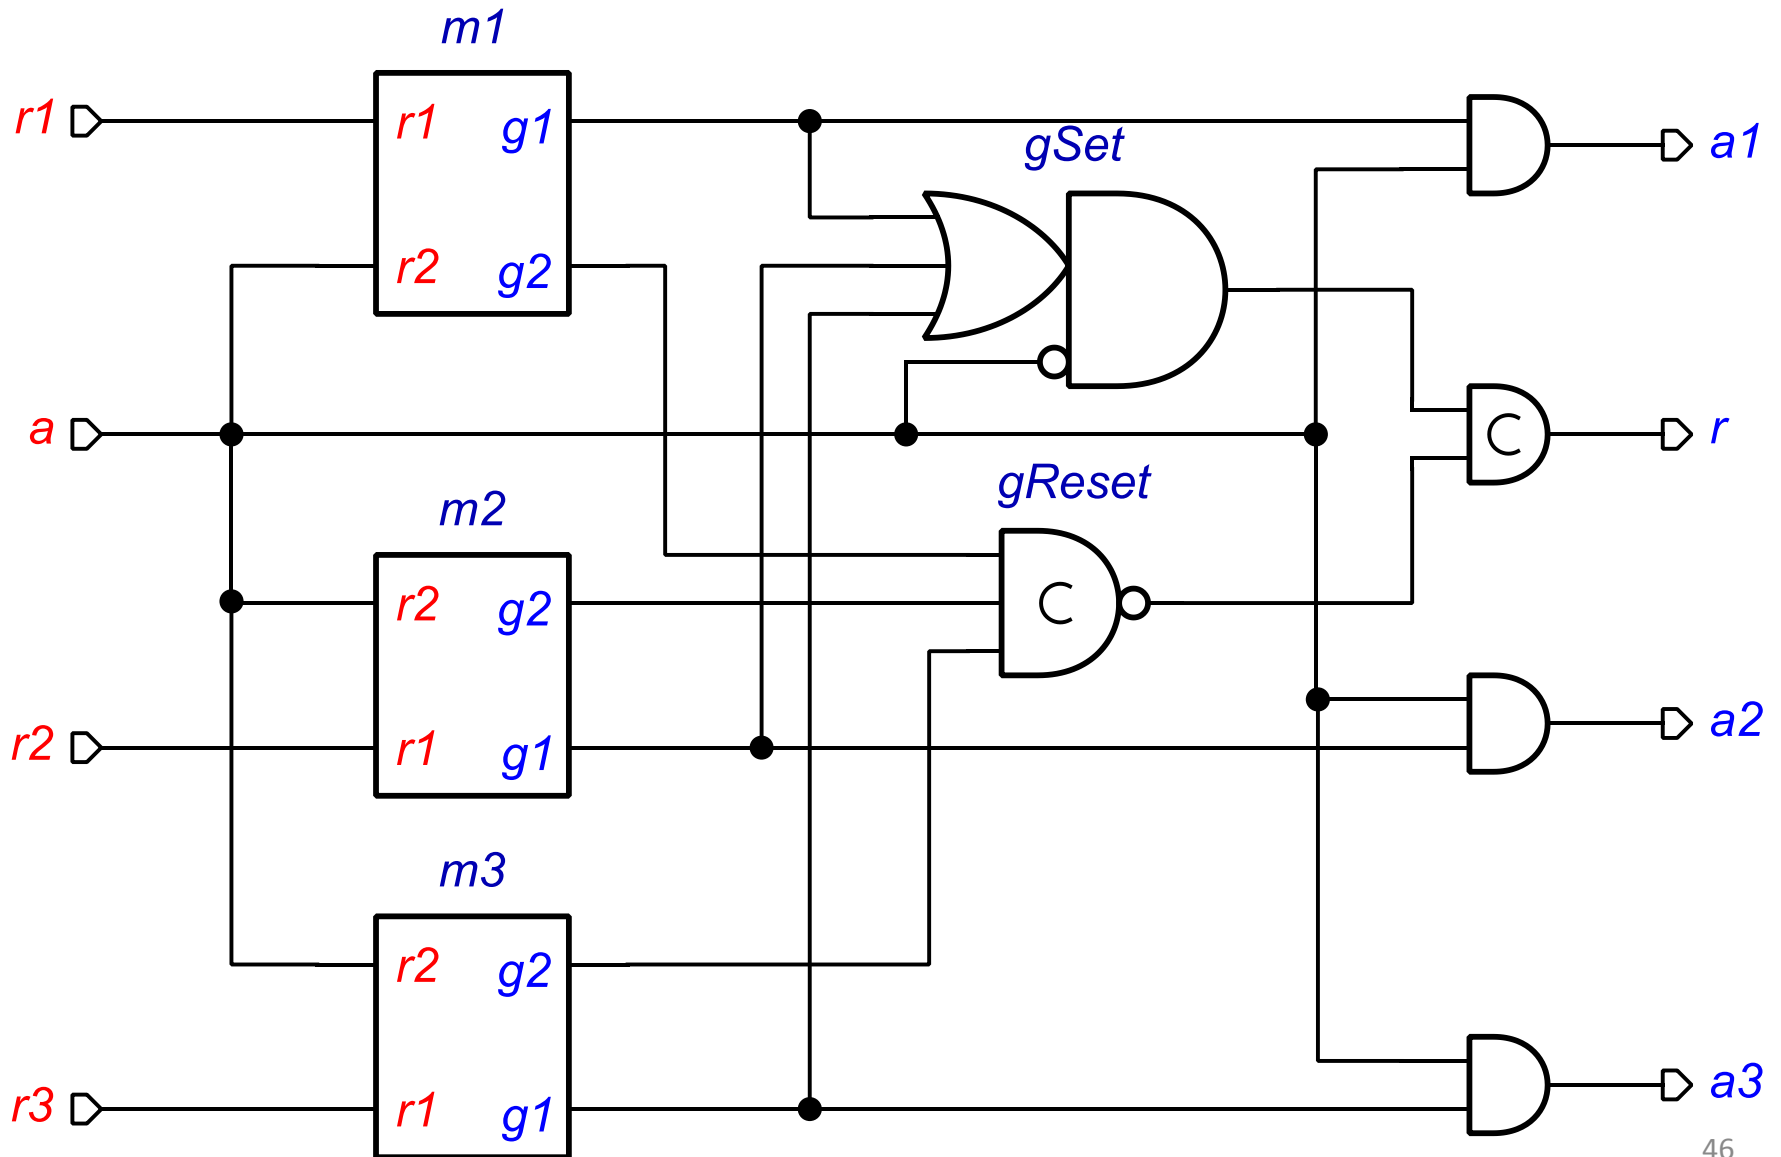 m1
r1 r1 g1 a1
gSet
r2 g2
a r
gReset
m2
r2 g2
r2 r1 g1 a2
m3
r2 g2
r3 r1 g1 a3
C
C
46